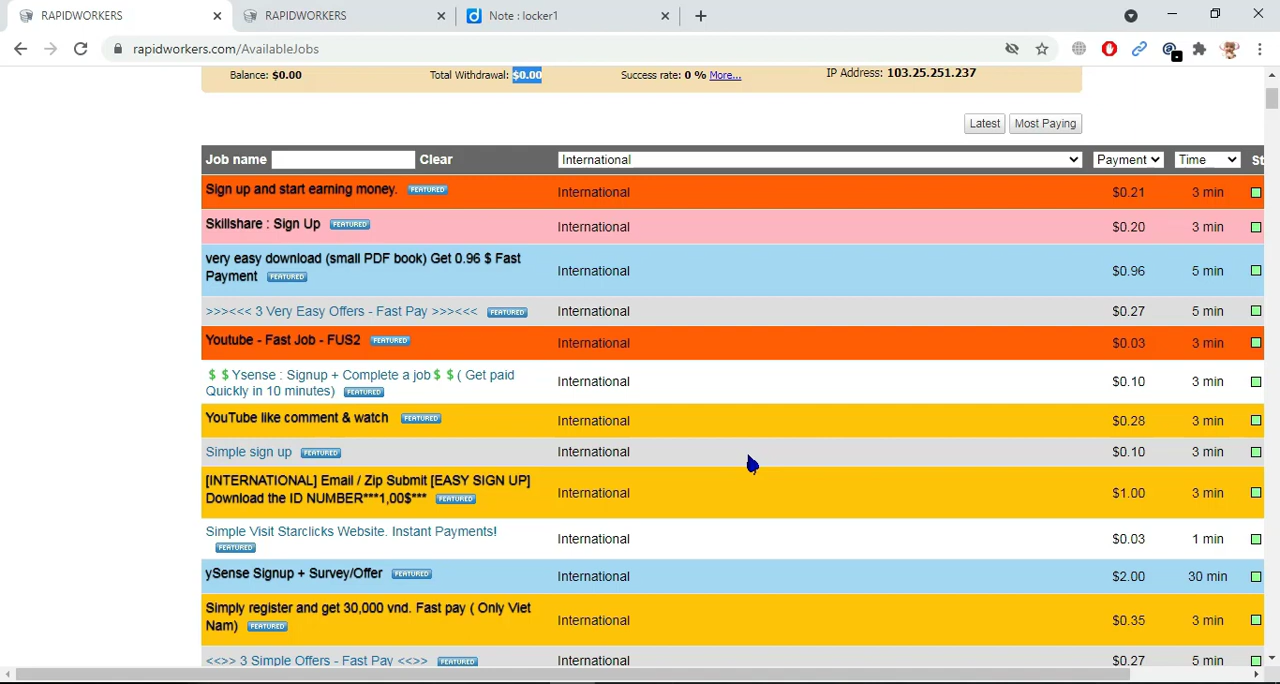 RAPIDWORKERS
RAPIDWORKERS
Note : locker1
rapidworkers.com/AvailableJobs
Balance: $0.00 Total Withdrawal: $0.00 Success rate: 0 % More... IP Address: 103.25.251.237
Latest Most Paying
Job name Clear International Payment Time St
Sign up and start earning money. FEATURED International $0.21 3 min
Skillshare : Sign Up FEATURED International $0.20 3 min
very easy download (small PDF book) Get 0.96 $ Fast
Payment FEATURED International $0.96 5 min
>>><<< 3 Very Easy Offers - Fast Pay >>><<< FEATURED International $0.27 5 min
Youtube - Fast Job - FUS2 FEATURED International $0.03 3 min
$ $Ysense : Signup + Complete a job$ $( Get paid
Quickly in 10 minutes) FEATURED International $0.10 3 min
YouTube like comment & watch FEATURED International $0.28 3 min
Simple sign up FEATURED International $0.10 3 min
[INTERNATIONAL] Email / Zip Submit [EASY SIGN UP]
Download the ID NUMBER***1,00$*** FEATURED International $1.00 3 min
Simple Visit Starclicks Website. Instant Payments!
FEATURED International $0.03 1 min
ySense Signup + Survey/Offer FEATURED International $2.00 30 min
Simply register and get 30,000 vnd. Fast pay ( Only Viet
Nam) FEATURED International $0.35 3 min
<<>> 3 Simple Offers - Fast Pay <<>> FEATURED International $0.27 5 min